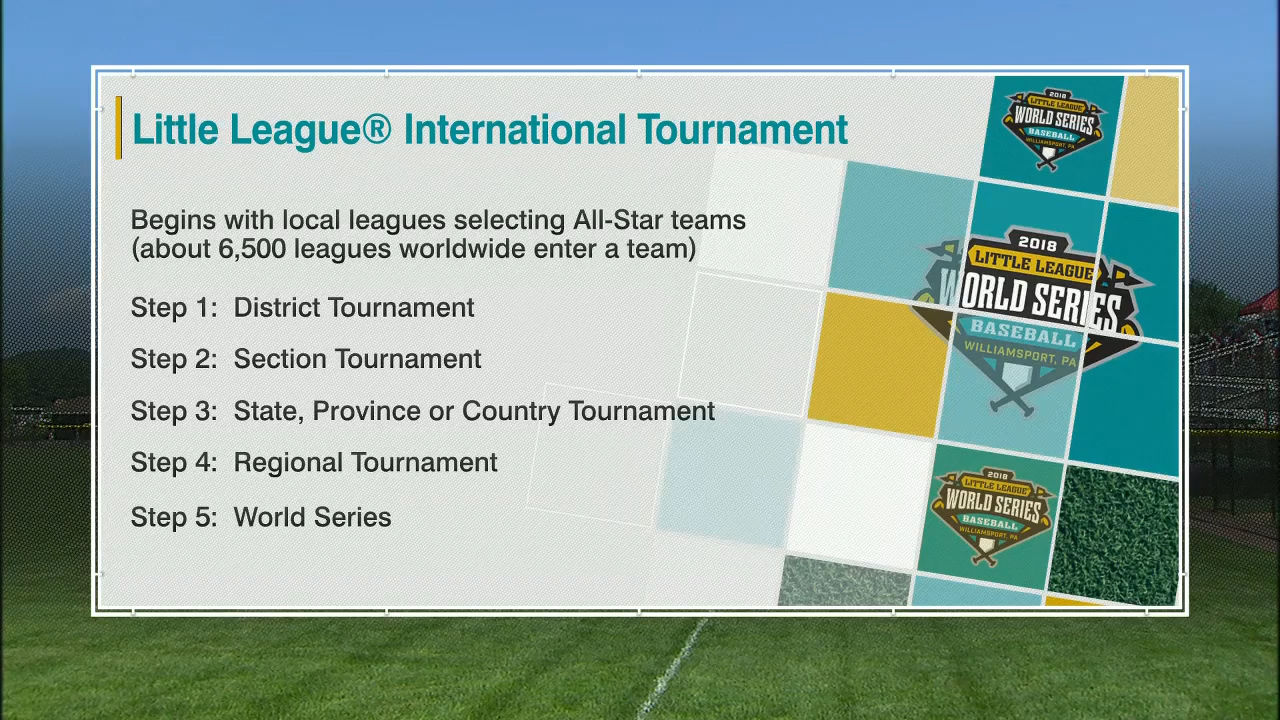 Little League® International Tournament
Begins with local leagues selecting All-Star teams
(about 6,500 leagues worldwide enter a team)
Step 1: District Tournament
Step 2: Section Tournament
Step 3: State, Province or Country Tournament
Step 4: Regional Tournament
Step 5: World Series
2018
LITTLE LEAGUE
WORLD SERIES
BASEBALL
WILLIAMSPORT, PA
2018
LITTLE LEAGUE
WORLD SERIES
BASEBALL
WILLIAMSPORT, PA
2018
LITTLE LEAGUE
WORLD SERIES
BASEBALL
WILLIAMSPORT, PA